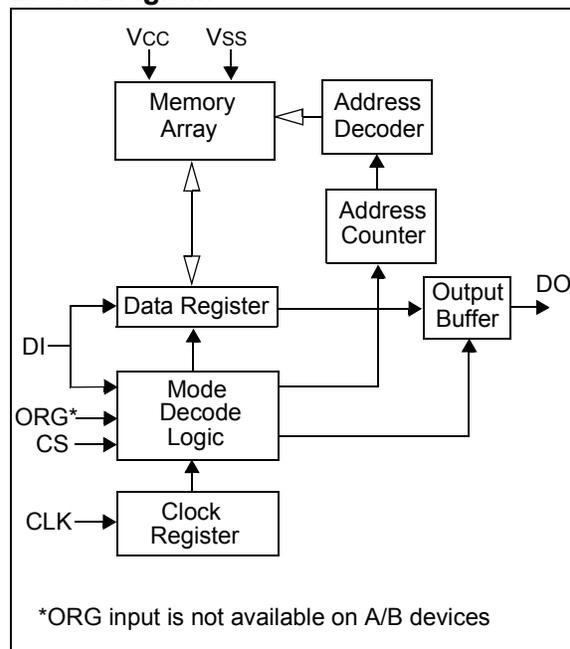 VCC VSS
Memory
Array
Address
Decoder
Address
Counter
Data Register
Output
Buffer
DO
DI
Mode
Decode
Logic
ORG*
CS
CLK
Clock
Register
*ORG input is not available on A/B devices